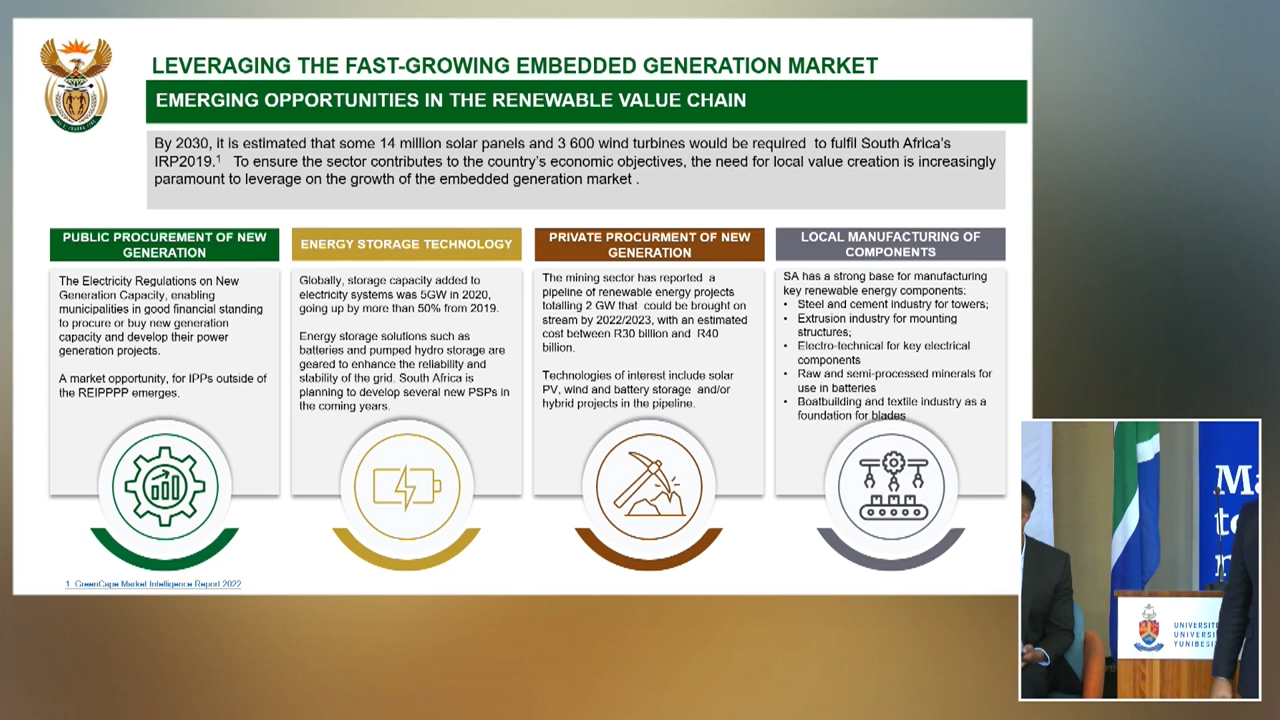 LEVERAGING THE FAST-GROWING EMBEDDED GENERATION MARKET
EMERGING OPPORTUNITIES IN THE RENEWABLE VALUE CHAIN
By 2030, it is estimated that some 14 million solar panels and 3 600 wind turbines would be required to fulfil South Africa's
IRP2019.¹ To ensure the sector contributes to the country's economic objectives, the need for local value creation is increasingly
paramount to leverage on the growth of the embedded generation market .
PUBLIC PROCUREMENT OF NEW
GENERATION
The Electricity Regulations on New
Generation Capacity, enabling
municipalities in good financial standing
to procure or buy new generation
capacity and develop their power
generation projects.
A market opportunity, for IPPs outside of
the REIPPPP emerges.
ENERGY STORAGE TECHNOLOGY
Globally, storage capacity added to
electricity systems was 5GW in 2020,
going up by more than 50% from 2019.
Energy storage solutions such as
batteries and pumped hydro storage are
geared to enhance the reliability and
stability of the grid. South Africa is
planning to develop several new PSPs in
the coming years.
PRIVATE PROCURMENT OF NEW
GENERATION
The mining sector has reported a
pipeline of renewable energy projects
totalling 2 GW that could be brought on
stream by 2022/2023, with an estimated
cost between R30 billion and R40
billion.
Technologies of interest include solar
PV, wind and battery storage and/or
hybrid projects in the pipeline.
LOCAL MANUFACTURING OF
COMPONENTS
SA has a strong base for manufacturing
key renewable energy components:
• Steel and cement industry for towers;
• Extrusion industry for mounting
structures;
• Electro-technical for key electrical
components
• Raw and semi-processed minerals for
use in batteries
• Boatbuilding and textile industry as a
foundation for blades
1. GreenCape Market Intelligence Report 2022
UNIVERSITE
UNIVERSI
YUNIBESI